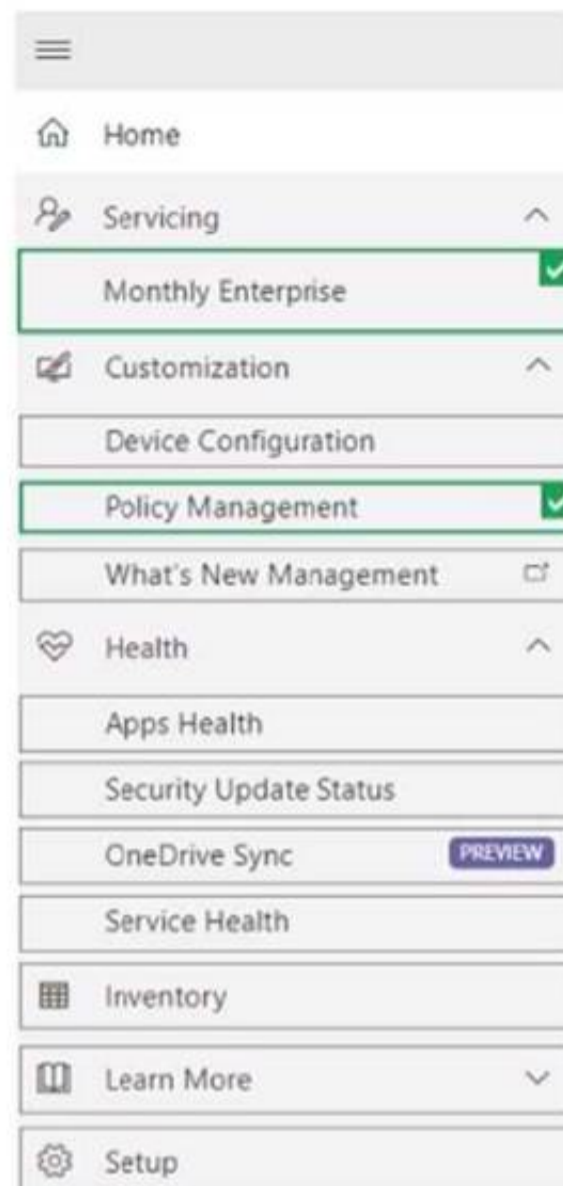 Home
Servicing
Monthly Enterprise
Customization
Device Configuration
Policy Management
What's New Management
Health
Apps Health
Security Update Status
OneDrive Sync PREVIEW
Service Health
Inventory
Learn More
Setup